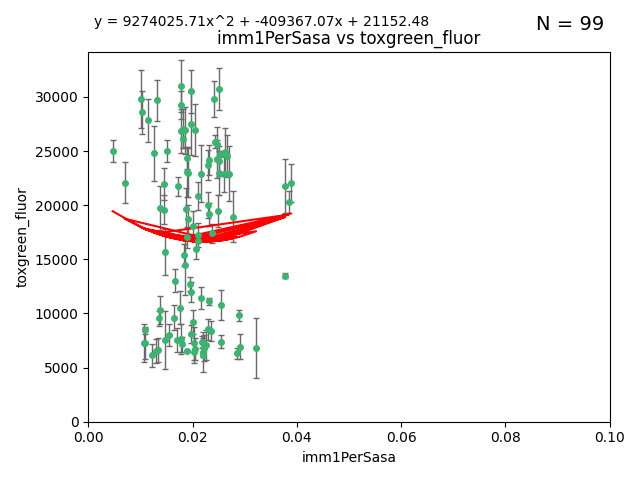 y = 9274025.71x^2 + -409367.07x + 21152.48
N = 99
imm1PerSasa vs toxgreen_fluor
30000
25000
20000
15000
10000
5000
0
toxgreen_fluor
0.00 0.02 0.04 0.06 0.08 0.10
imm1PerSasa